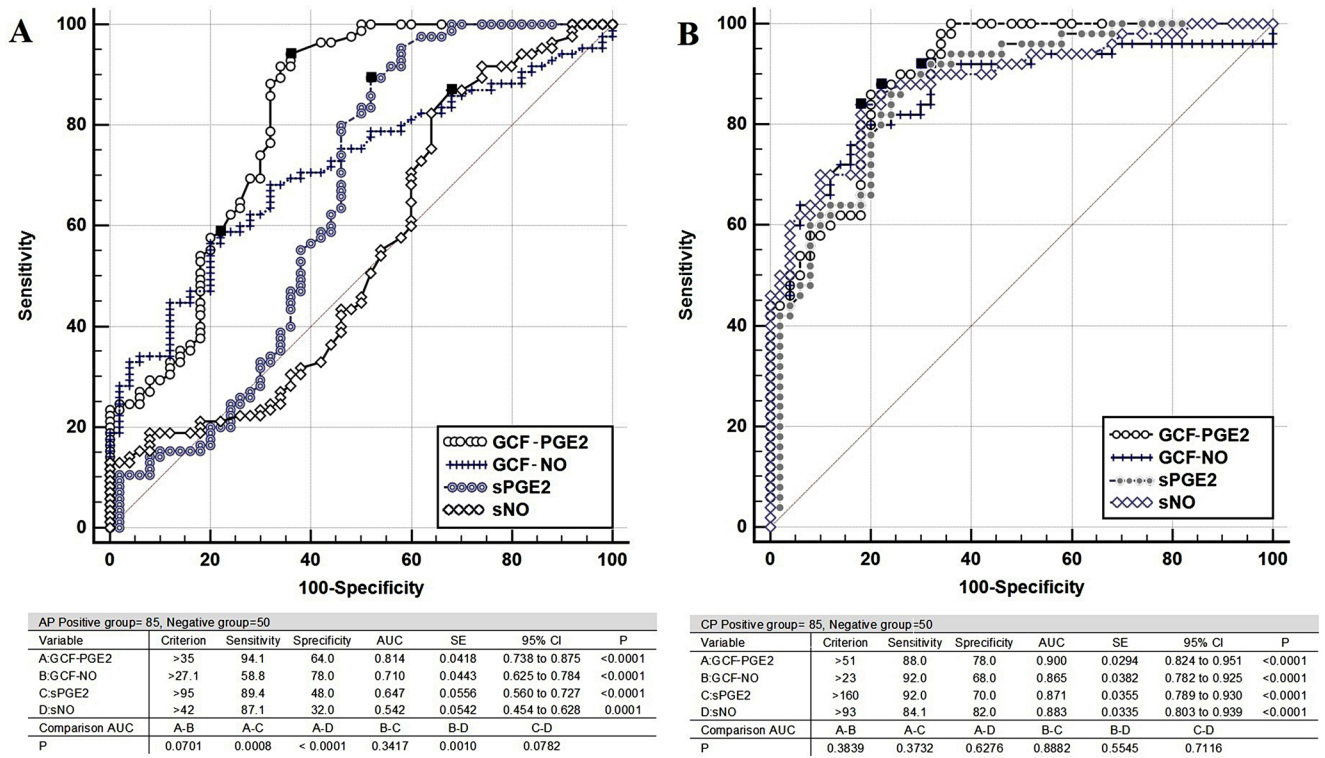 A
100
80
60
40
20
0
Sensitivity
0 20 40 60 80 100
100-Specificity
GCF-PGE2
GCF-NO
sPGE2
sNO
AP Positive group= 85, Negative group=50
Variable Criterion Sensitivity Sprecificity AUC SE 95% CI P
A:GCF-PGE2 >35 94.1 64.0 0.814 0.0418 0.738 to 0.875 <0.0001
B:GCF-NO >27.1 58.8 78.0 0.710 0.0443 0.625 to 0.784 <0.0001
C:sPGE2 >95 89.4 48.0 0.647 0.0556 0.560 to 0.727 <0.0001
D:sNO >42 87.1 32.0 0.542 0.0542 0.454 to 0.628 0.0001
Comparison AUC A-B A-C A-D B-C B-D C-D
P 0.0701 0.0008 < 0.0001 0.3417 0.0010 0.0782
B
100
80
60
40
20
0
Sensitivity
0 20 40 60 80 100
100-Specificity
GCF-PGE2
GCF-NO
sPGE2
sNO
CP Positive group= 85, Negative group=50
Variable Criterion Sensitivity Sprecificity AUC SE 95% CI P
A:GCF-PGE2 >51 88.0 78.0 0.900 0.0294 0.824 to 0.951 <0.0001
B:GCF-NO >23 92.0 68.0 0.865 0.0382 0.782 to 0.925 <0.0001
C:sPGE2 >160 92.0 70.0 0.871 0.0355 0.789 to 0.930 <0.0001
D:sNO >93 84.1 82.0 0.883 0.0335 0.803 to 0.939 <0.0001
Comparison AUC A-B A-C A-D B-C B-D C-D
P 0.3839 0.3732 0.6276 0.8882 0.5545 0.7116